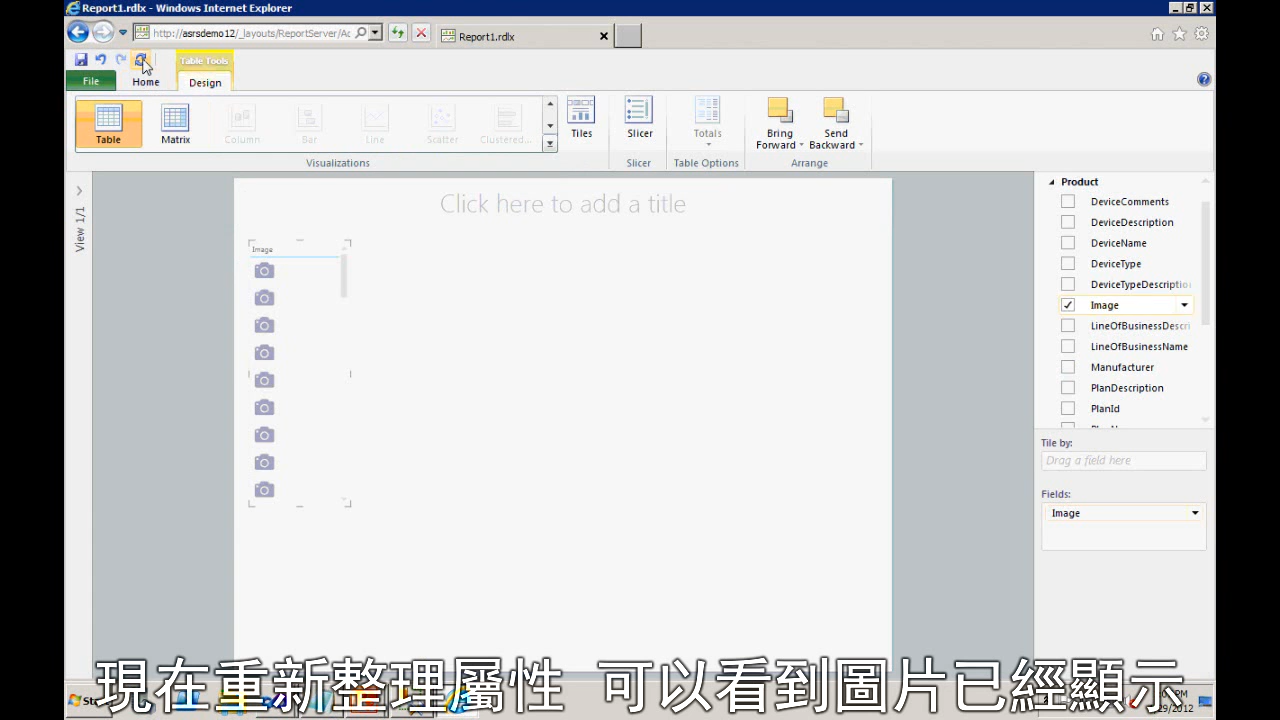 Report1.rdlx - Windows Internet Explorer
http://asrsdemo12/_layouts/ReportServer/Ad
Report1.rdlx
Table Tools
File
Home
Design
Table
Matrix
Column
Bar
Line
Scatter
Clustered...
Tiles
Slicer
Totals
Bring
Forward
Send
Backward
Visualizations
Slicer
Table Options
Arrange
View 1/1
Click here to add a title
Image
Product
DeviceComments
DeviceDescription
DeviceName
DeviceType
DeviceTypeDescriptio
Image
LineOfBusinessDescri
LineOfBusinessName
Manufacturer
PlanDescription
PlanId
Tile by:
Drag a field here
Fields:
Image
現在重新整理屬性 可以看到圖片已經顯示